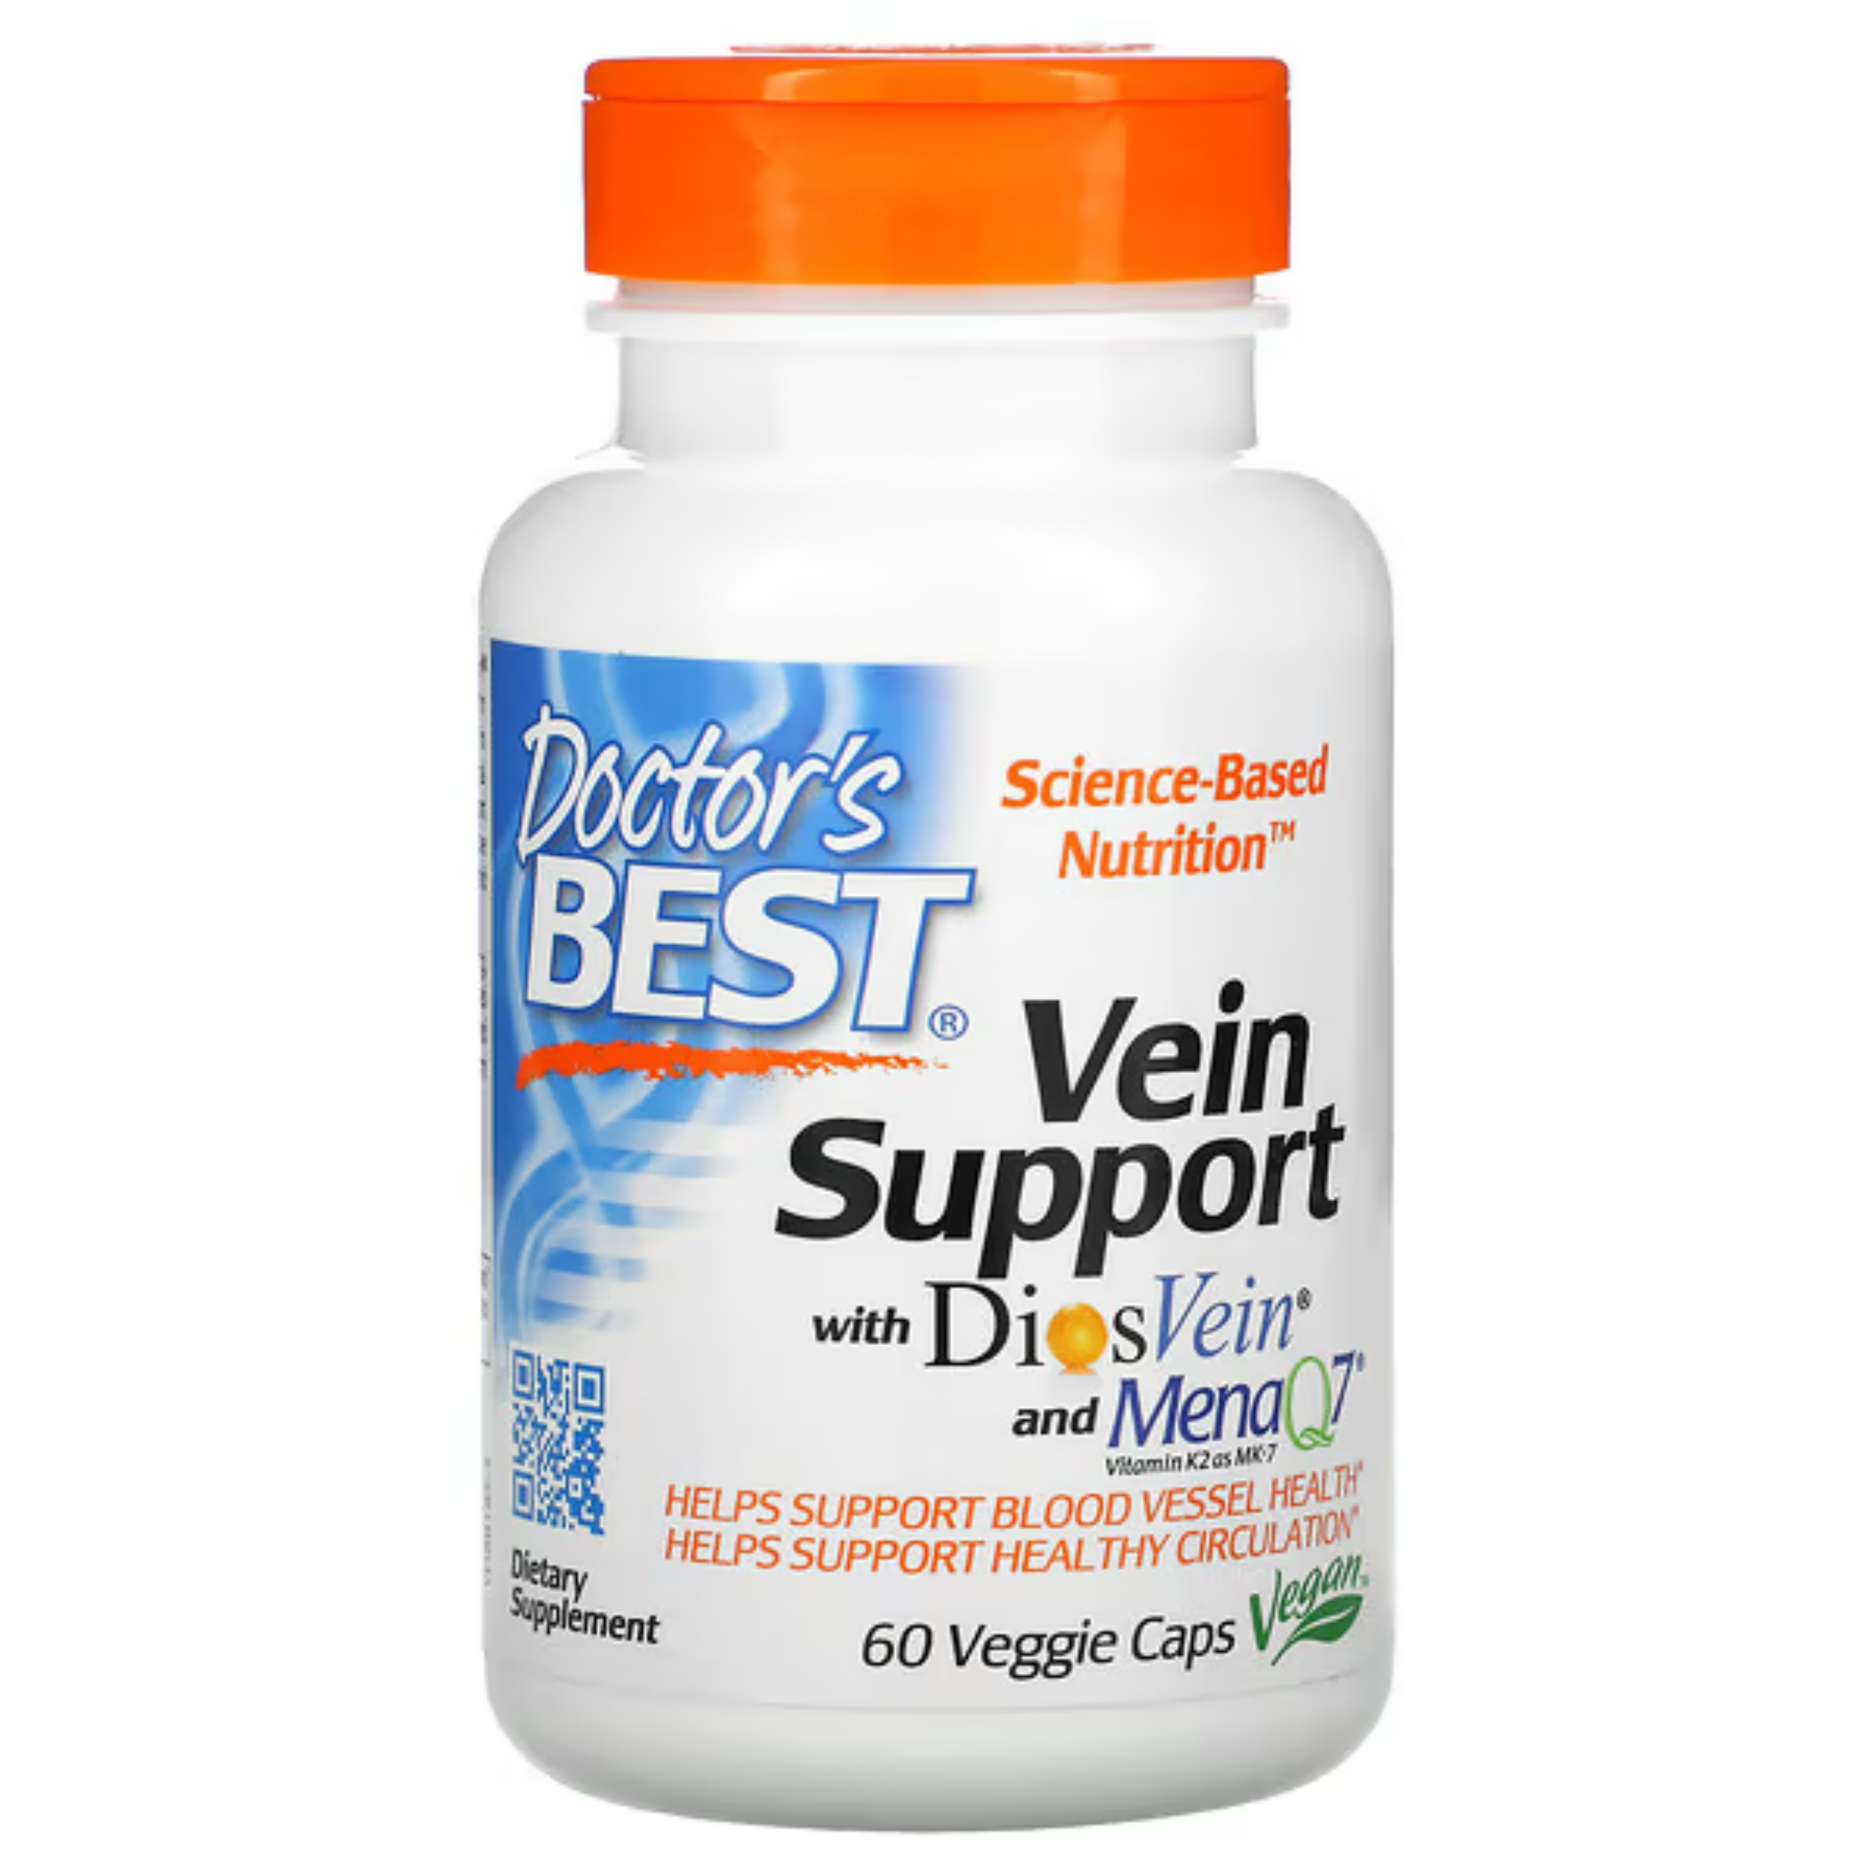 Doctor's
BEST®
Science-Based
Nutrition™
Vein
Support
with DiosVein®
and MenaQ7®
Vitamin K2 as MK-7
HELPS SUPPORT BLOOD VESSEL HEALTH*
HELPS SUPPORT HEALTHY CIRCULATION*
Dietary
Supplement
60 Veggie Caps
Vegan™